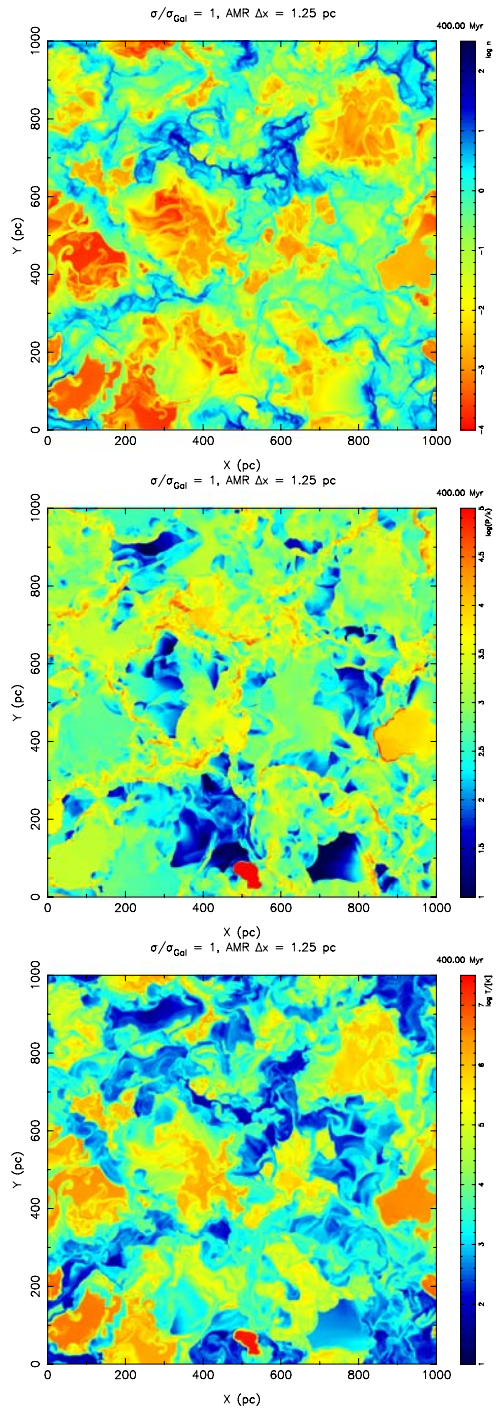 σ/σGal = 1, AMR Δx = 1.25 pc
400.00 Myr
log n
1000
800
600
400
200
0
Y (pc)
2
1
0
−1
−2
−3
−4
0 200 400 600 800 1000
X (pc)
σ/σGal = 1, AMR Δx = 1.25 pc
400.00 Myr
log(P/k)
1000
800
600
400
200
0
Y (pc)
5
4.5
4
3.5
3
2.5
2
1.5
1
0 200 400 600 800 1000
X (pc)
σ/σGal = 1, AMR Δx = 1.25 pc
400.00 Myr
log T/[K]
1000
800
600
400
200
0
Y (pc)
7
6
5
4
3
2
1
0 200 400 600 800 1000
X (pc)